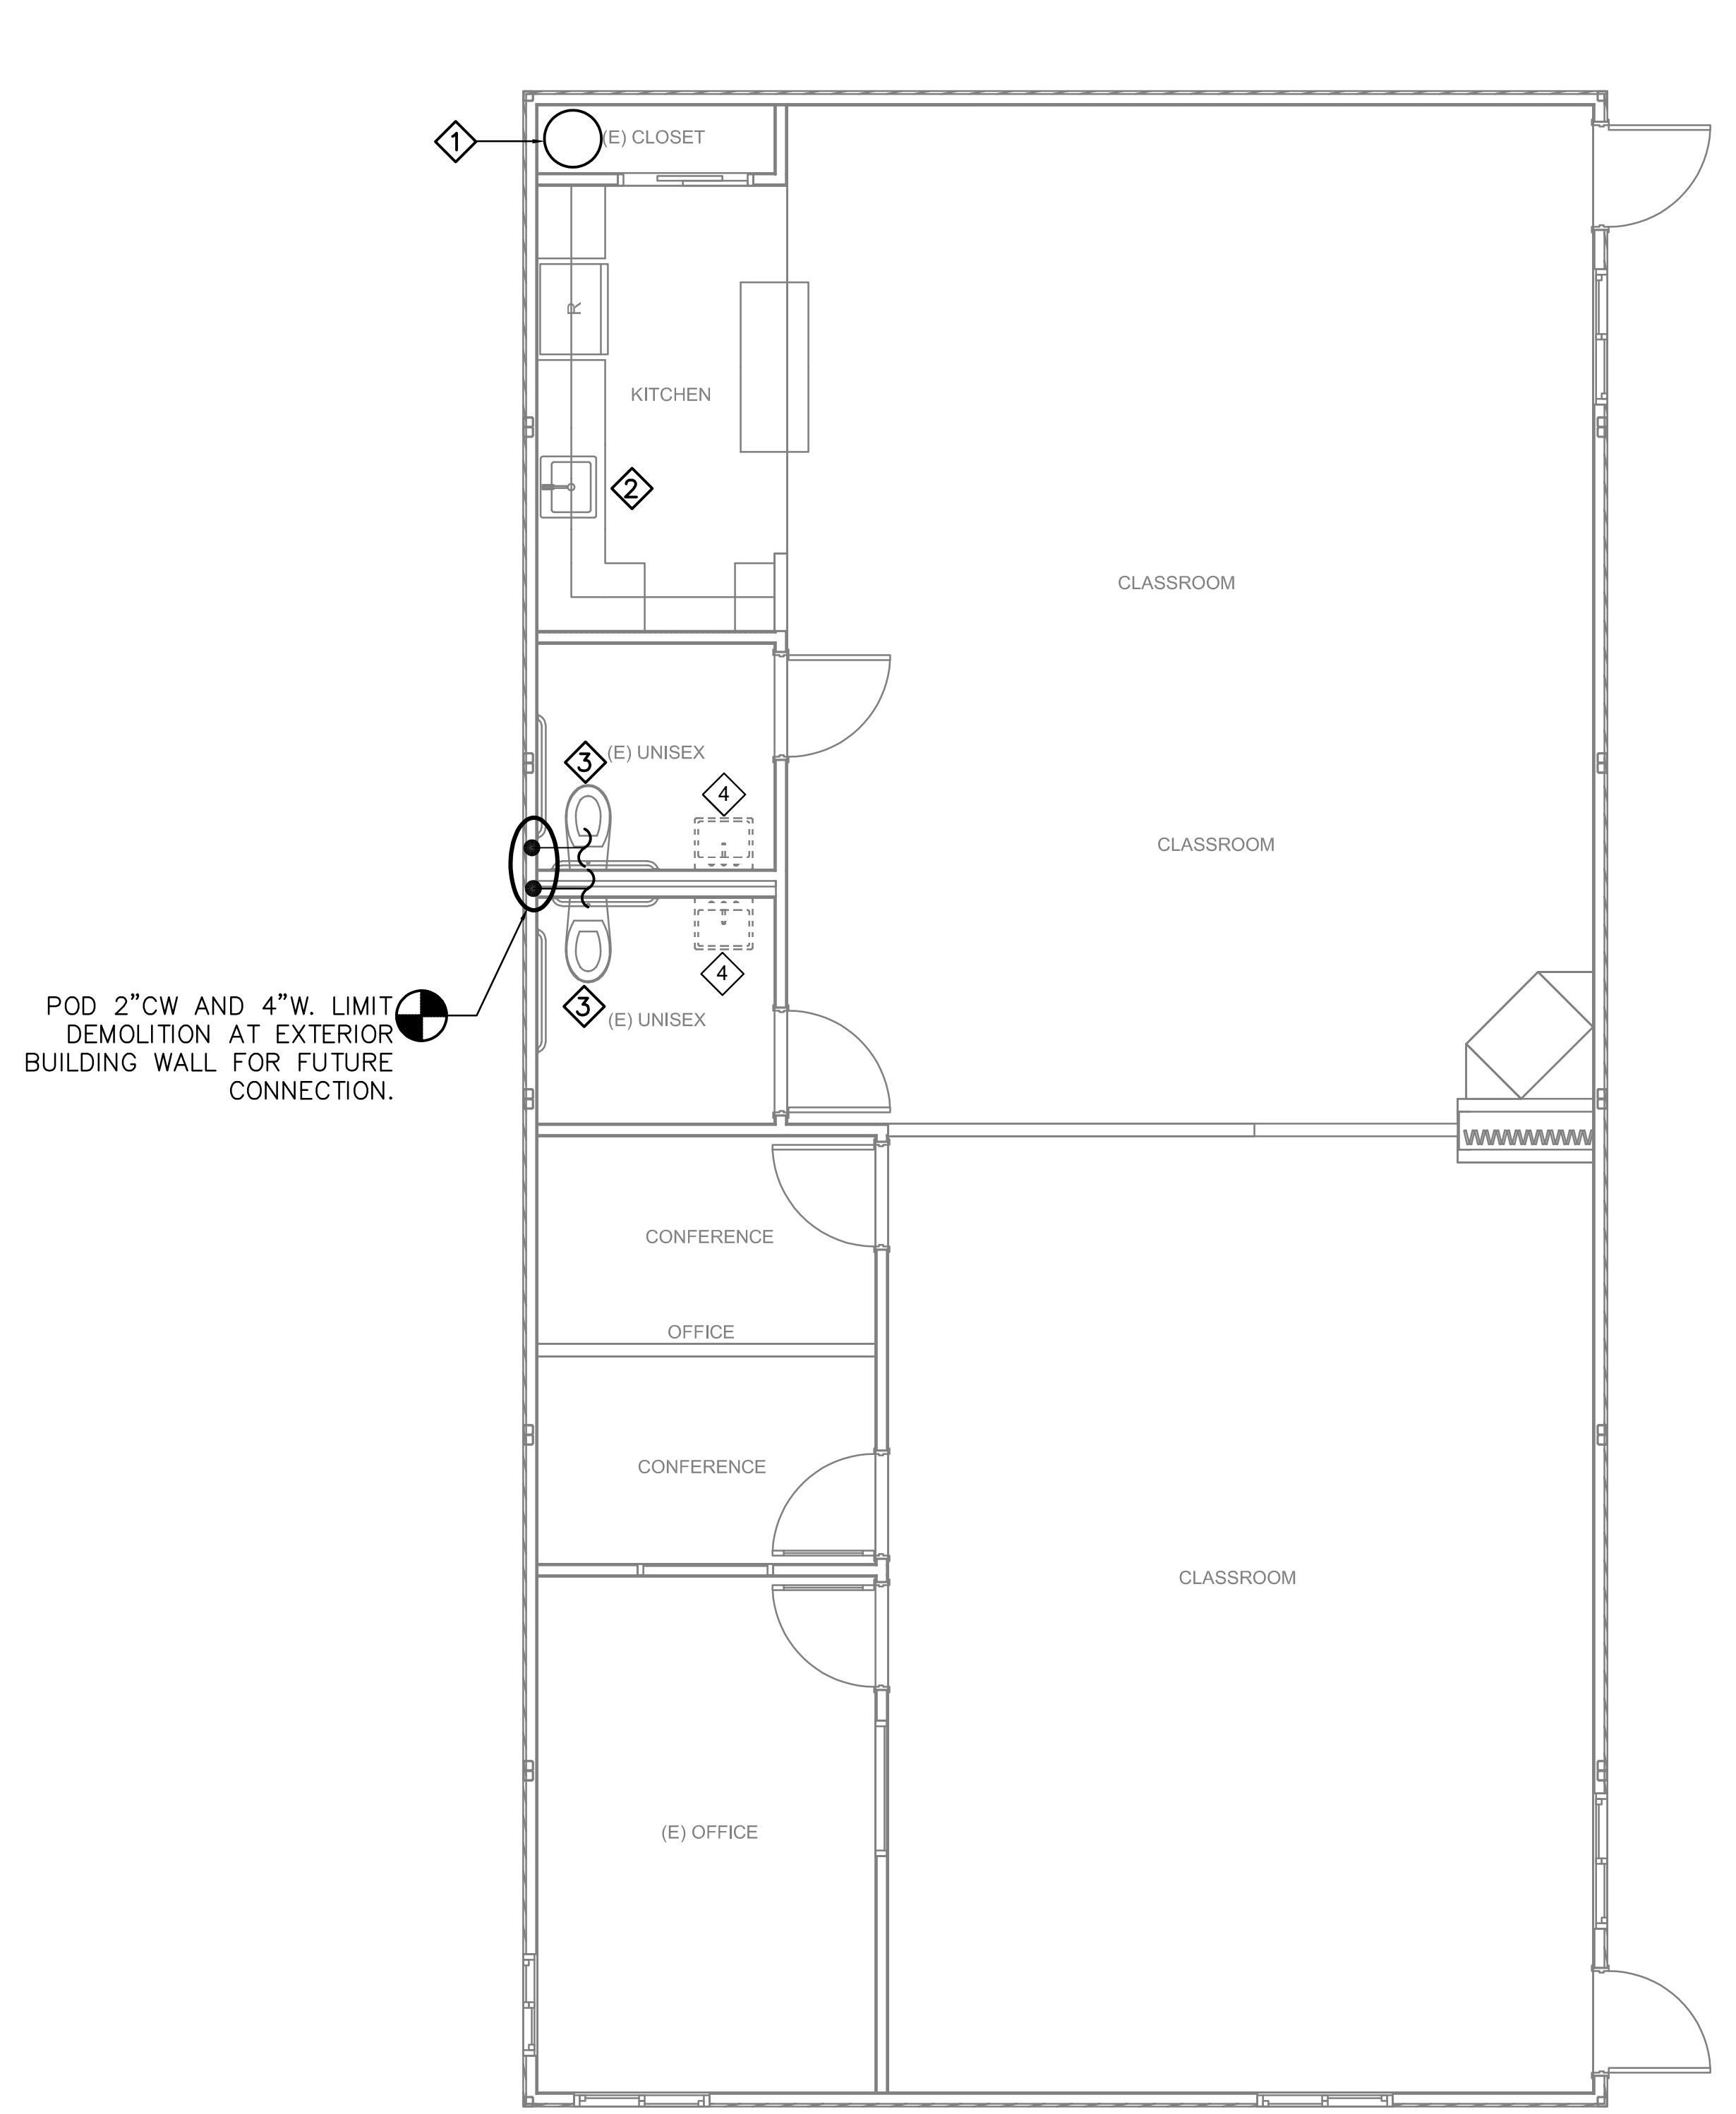 1
(E) CLOSET
R
KITCHEN
2
CLASSROOM
3
(E) UNISEX
4
CLASSROOM
4
3
(E) UNISEX
POD 2"CW AND 4"W. LIMIT
DEMOLITION AT EXTERIOR
BUILDING WALL FOR FUTURE
CONNECTION.
CONFERENCE
OFFICE
CONFERENCE
CLASSROOM
(E) OFFICE